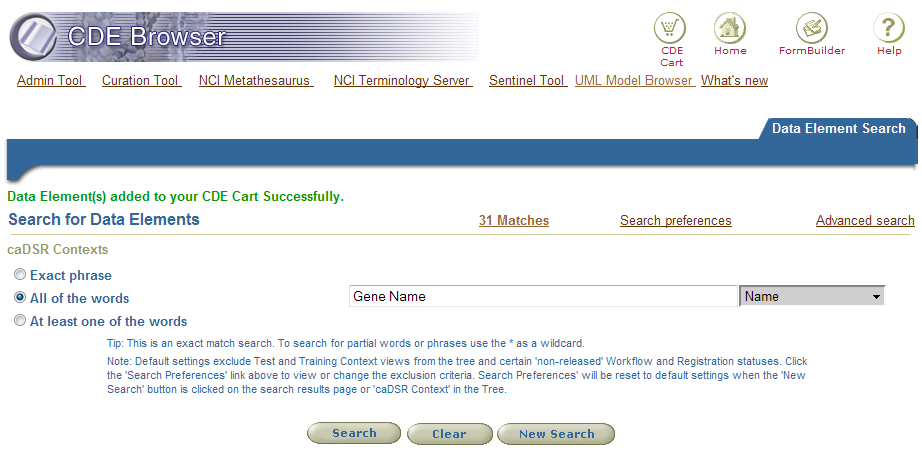 CDE Browser
CDE Cart
Home
FormBuilder
Help
Admin Tool Curation Tool NCI Metathesaurus NCI Terminology Server Sentinel Tool UML Model Browser What's new
Data Element Search
Data Element(s) added to your CDE Cart Successfully.
Search for Data Elements 31 Matches Search preferences Advanced search
caDSR Contexts
Exact phrase
All of the words Gene Name Name
At least one of the words
Tip: This is an exact match search. To search for partial words or phrases use the * as a wildcard.
Note: Default settings exclude Test and Training Context views from the tree and certain 'non-released' Workflow and Registration statuses. Click
the 'Search Preferences' link above to view or change the exclusion criteria. Search Preferences' will be reset to default settings when the 'New
Search' button is clicked on the search results page or 'caDSR Context' in the Tree.
Search Clear New Search